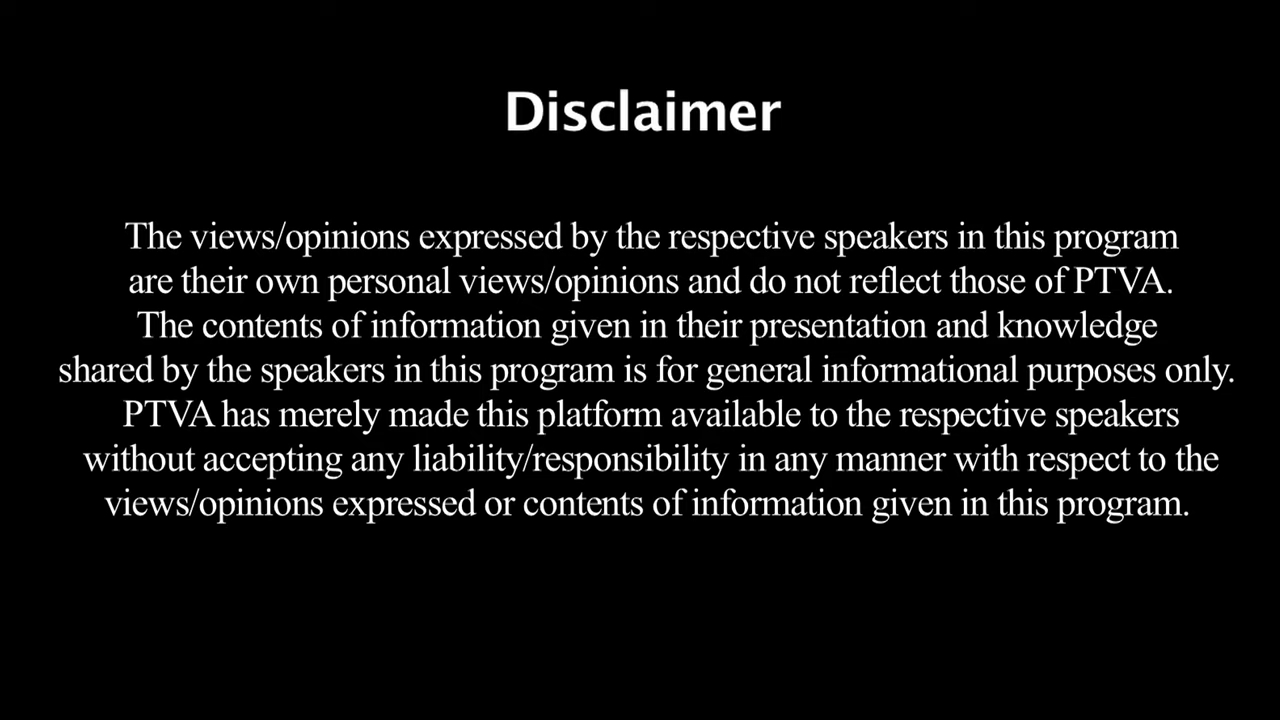 Disclaimer
The views/opinions expressed by the respective speakers in this program
are their own personal views/opinions and do not reflect those of PTVA.
The contents of information given in their presentation and knowledge
shared by the speakers in this program is for general informational purposes only.
PTVA has merely made this platform available to the respective speakers
without accepting any liability/responsibility in any manner with respect to the
views/opinions expressed or contents of information given in this program.